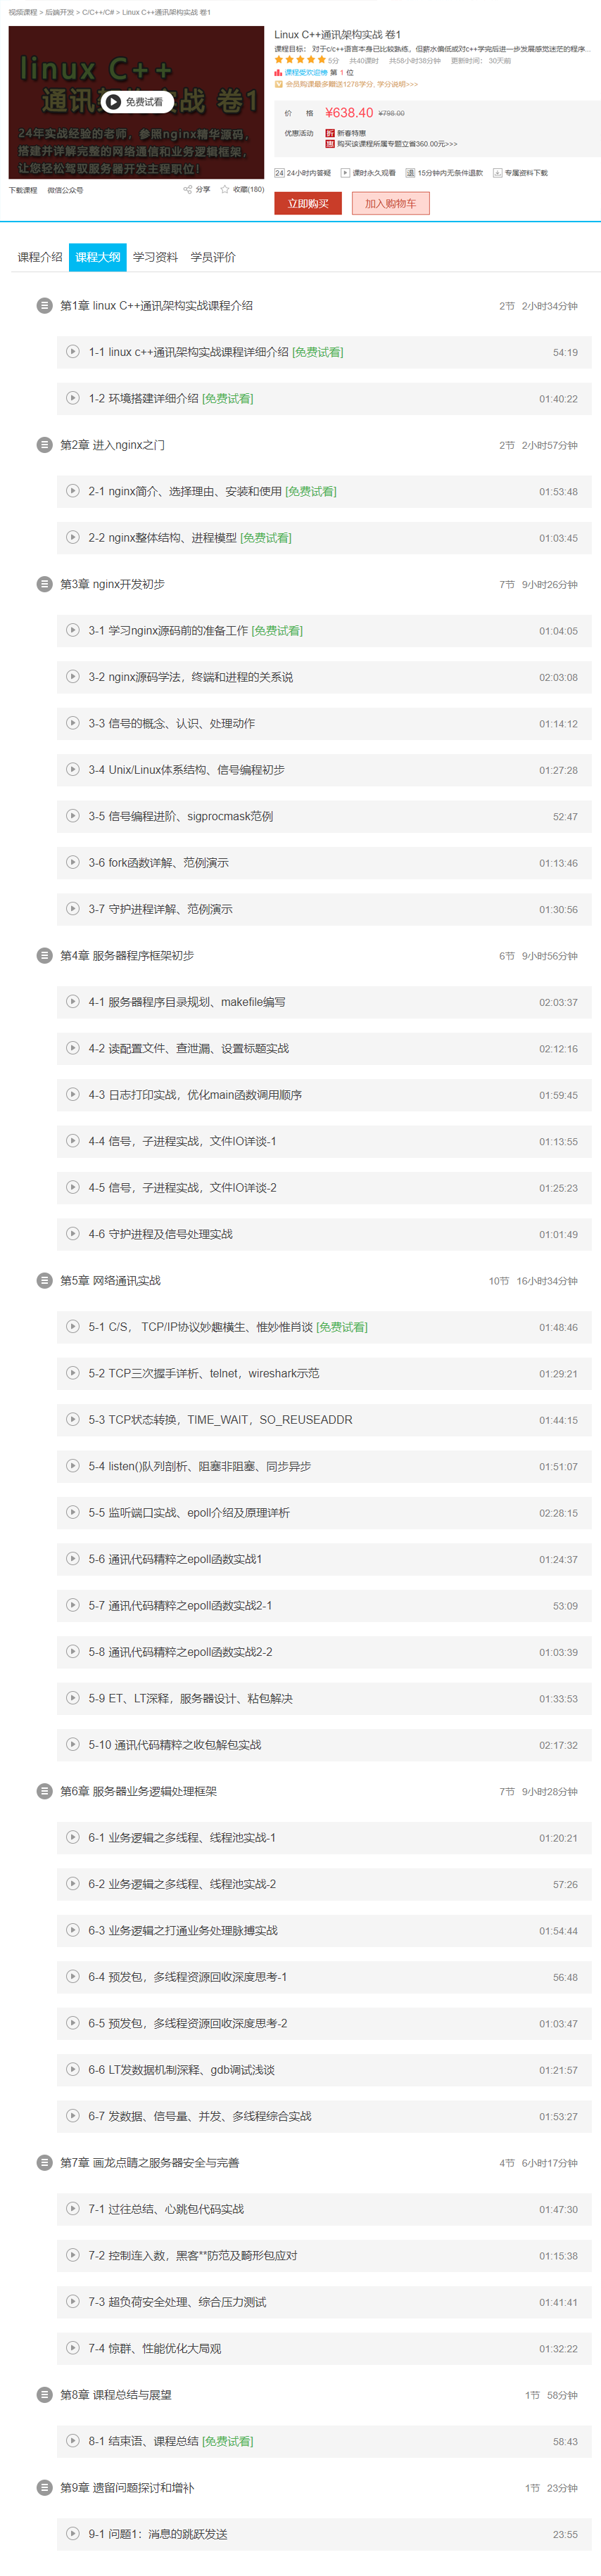 视频课程 > 后端开发 > C/C++/C# > Linux C++通讯架构实战 卷1
linux C++
通讯架构实战 卷1
免费试看
24年实战经验的老师，参照nginx精华源码，
搭建并详解完整的网络通信和业务逻辑框架，
让您轻松驾驭服务器开发主程职位！
下载课程 微信公众号 分享 收藏(180)
Linux C++通讯架构实战 卷1
课程目标： 对于c/c++语言本身已比较熟练，但薪水偏低或对c++学完后进一步发展感觉迷茫的程序...
5分 共40课时 共58小时38分钟 更新时间： 30天前
课程受欢迎榜 第 1 位
会员购课最多赠送1276学分, 学分说明>>>
价 格 ¥638.40 ¥798.00
优惠活动 折 新春特惠
惠 购买该课程所属专题立省360.00元>>>
24 24小时内答疑 课时永久观看 退 15分钟内无条件退款 专属资料下载
立即购买 加入购物车
课程介绍 课程大纲 学习资料 学员评价
第1章 linux C++通讯架构实战课程介绍 2节 2小时34分钟
1-1 linux c++通讯架构实战课程详细介绍 [免费试看] 54:19
1-2 环境搭建详细介绍 [免费试看] 01:40:22
第2章 进入nginx之门 2节 2小时57分钟
2-1 nginx简介、选择理由、安装和使用 [免费试看] 01:53:48
2-2 nginx整体结构、进程模型 [免费试看] 01:03:45
第3章 nginx开发初步 7节 9小时26分钟
3-1 学习nginx源码前的准备工作 [免费试看] 01:04:05
3-2 nginx源码学法，终端和进程的关系说 02:03:08
3-3 信号的概念、认识、处理动作 01:14:12
3-4 Unix/Linux体系结构、信号编程初步 01:27:28
3-5 信号编程进阶、sigprocmask范例 52:47
3-6 fork函数详解、范例演示 01:13:46
3-7 守护进程详解、范例演示 01:30:56
第4章 服务器程序框架初步 6节 9小时56分钟
4-1 服务器程序目录规划、makefile编写 02:03:37
4-2 读配置文件、查泄漏、设置标题实战 02:12:16
4-3 日志打印实战，优化main函数调用顺序 01:59:45
4-4 信号，子进程实战，文件IO详谈-1 01:13:55
4-5 信号，子进程实战，文件IO详谈-2 01:25:23
4-6 守护进程及信号处理实战 01:01:49
第5章 网络通讯实战 10节 16小时34分钟
5-1 C/S， TCP/IP协议妙趣横生、惟妙惟肖谈 [免费试看] 01:48:46
5-2 TCP三次握手详析、telnet，wireshark示范 01:29:21
5-3 TCP状态转换，TIME_WAIT，SO_REUSEADDR 01:44:15
5-4 listen()队列剖析、阻塞非阻塞、同步异步 01:51:07
5-5 监听端口实战、epoll介绍及原理详析 02:28:15
5-6 通讯代码精粹之epoll函数实战1 01:24:37
5-7 通讯代码精粹之epoll函数实战2-1 53:09
5-8 通讯代码精粹之epoll函数实战2-2 01:03:39
5-9 ET、LT深释，服务器设计、粘包解决 01:33:53
5-10 通讯代码精粹之收包解包实战 02:17:32
第6章 服务器业务逻辑处理框架 7节 9小时28分钟
6-1 业务逻辑之多线程、线程池实战-1 01:20:21
6-2 业务逻辑之多线程、线程池实战-2 57:26
6-3 业务逻辑之打通业务处理脉搏实战 01:54:44
6-4 预发包，多线程资源回收深度思考-1 56:48
6-5 预发包，多线程资源回收深度思考-2 01:03:47
6-6 LT发数据机制深释、gdb调试浅谈 01:21:57
6-7 发数据、信号量、并发、多线程综合实战 01:53:27
第7章 画龙点睛之服务器安全与完善 4节 6小时17分钟
7-1 过往总结、心跳包代码实战 01:47:30
7-2 控制连入数，黑客**防范及畸形包应对 01:15:38
7-3 超负荷安全处理、综合压力测试 01:41:41
7-4 惊群、性能优化大局观 01:32:22
第8章 课程总结与展望 1节 58分钟
8-1 结束语、课程总结 [免费试看] 58:43
第9章 遗留问题探讨和增补 1节 23分钟
9-1 问题1：消息的跳跃发送 23:55